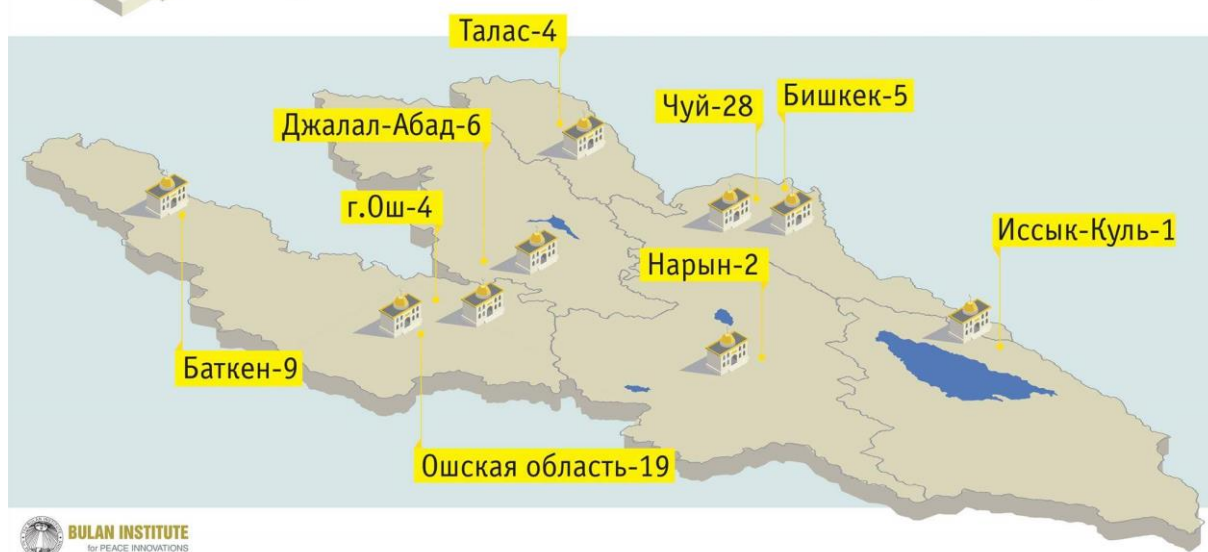 Талас-4
Чуй-28
Бишкек-5
Джалал-Абад-6
г.Ош-4
Иссык-Куль-1
Нарын-2
Баткен-9
Ошская область-19
BULAN INSTITUTE
for PEACE INNOVATIONS